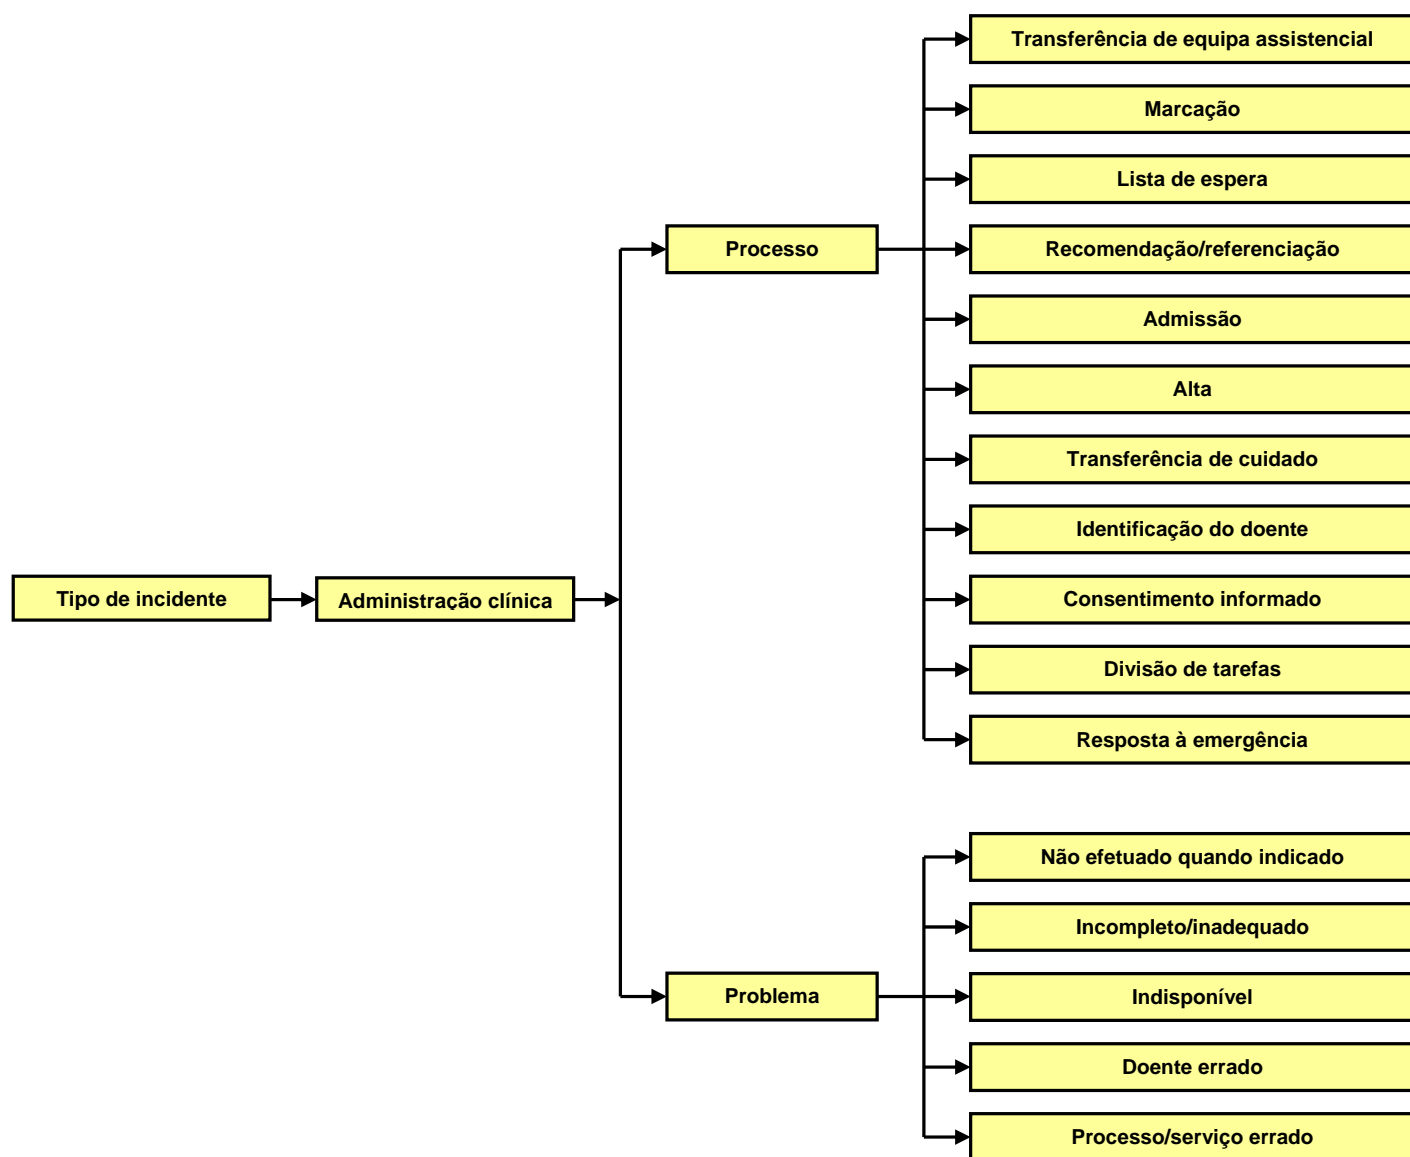 Tipo de incidente
Administração clínica
Processo
Transferência de equipa assistencial
Marcação
Lista de espera
Recomendação/referenciação
Admissão
Alta
Transferência de cuidado
Identificação do doente
Consentimento informado
Divisão de tarefas
Resposta à emergência
Problema
Não efetuado quando indicado
Incompleto/inadequado
Indisponível
Doente errado
Processo/serviço errado